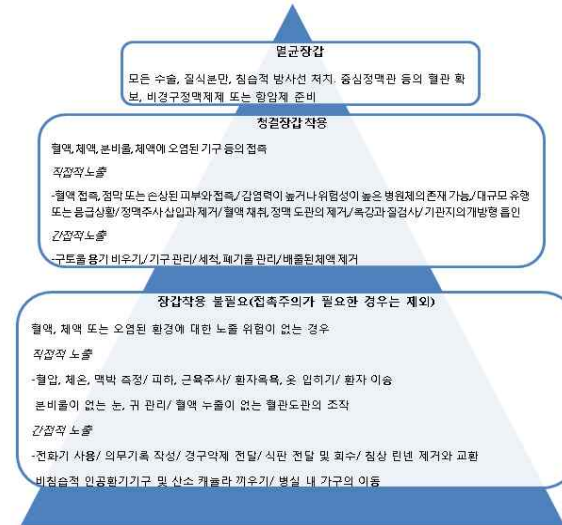 멸균장갑
모든 수술, 질식분만, 침습적 방사선 처치, 중심정맥관 등의 혈관 확
보, 비경구정맥제제 또는 항암제 준비
청결장갑 착용
혈액, 체액, 분비물, 체액에 오염된 기구 등의 접촉
직접적 노출
-혈액 접촉, 점막 또는 손상된 피부와 접촉/ 감염력이 높거나 위험성이 높은 병원체의 존재 가능/ 대규모 유행
또는 응급상황/ 정맥주사 삽입과 제거/ 혈액 채취, 정맥 도관의 제거/ 목강과 질검사/ 기관지의 개방형 흡인
간접적 노출
-구토물 용기 비우기/ 기구 관리/ 세척, 폐기물 관리/ 배출된 체액 제거
장갑착용 불필요(접촉주의가 필요한 경우는 제외)
혈액, 체액 또는 오염된 환경에 대한 노출 위험이 없는 경우
직접적 노출
-혈압, 체온, 맥박 측정/ 피하, 근육주사/ 환자목욕, 옷 입히기/ 환자 이송
분비물이 없는 눈, 귀 관리/ 혈액 누출이 없는 혈관도관의 조작
간접적 노출
-전화기 사용/ 의무기록 작성/ 경구약제 전달/ 식판 전달 및 회수/ 침상 린넨 제거와 교환
비침습적 인공환기기구 및 산소 캐뉼라 끼우기/ 병실 내 가구의 이동